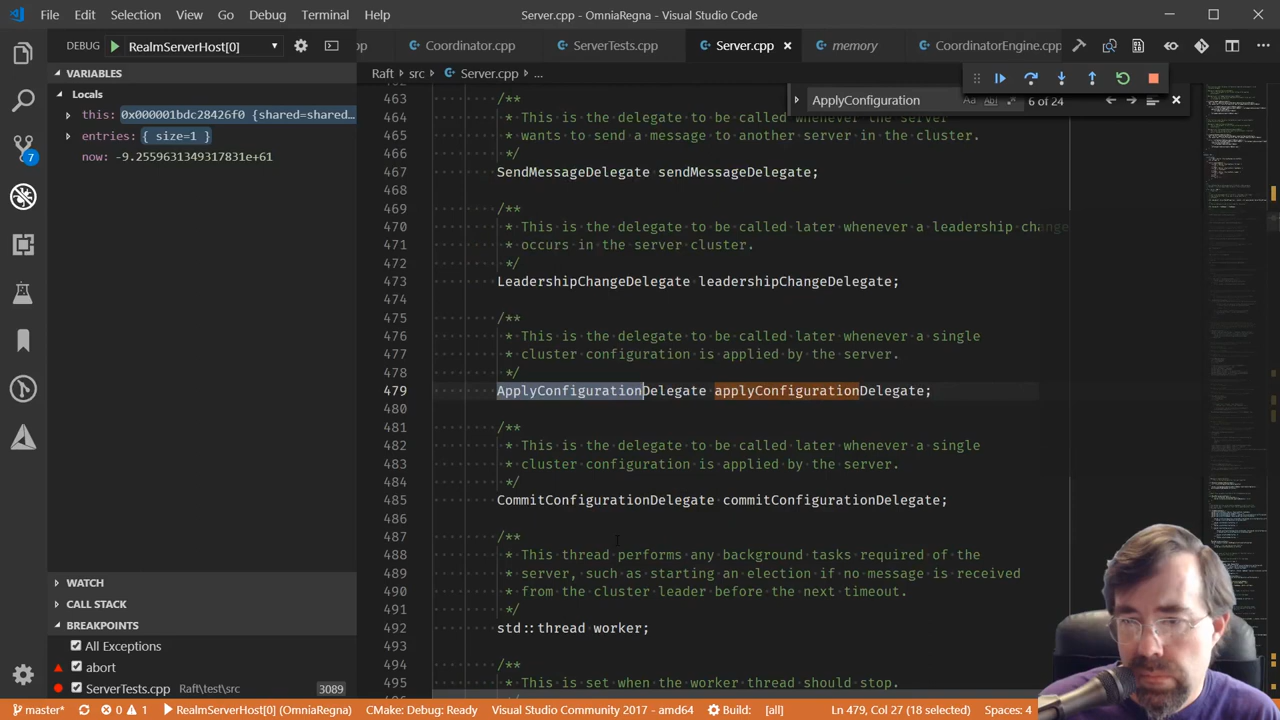 File Edit Selection View Go Debug Terminal Help Server.cpp - OmniaRegna - Visual Studio Code
DEBUG RealmServerHost[0] pp Coordinator.cpp ServerTests.cpp Server.cpp memory CoordinatorEngine.cpp
VARIABLES
Locals
this: 0x000001bdc28426f0 {shared=shared…
entries: { size=1 }
now: -9.2559631349317831e+61
WATCH
CALL STACK
BREAKPOINTS
All Exceptions
abort
ServerTests.cpp Raft\test\src 3089
Raft › src › Server.cpp › ...
ApplyConfiguration Aa Abl .* 6 of 24
463 /**
464 * This is the delegate to be called whenever the server
465 * wants to send a message to another server in the cluster.
466 */
467 SendMessageDelegate sendMessageDelegate;
468
469 /**
470 * This is the delegate to be called later whenever a leadership change
471 * occurs in the server cluster.
472 */
473 LeadershipChangeDelegate leadershipChangeDelegate;
474
475 /**
476 * This is the delegate to be called later whenever a single
477 * cluster configuration is applied by the server.
478 */
479 ApplyConfigurationDelegate applyConfigurationDelegate;
480
481 /**
482 * This is the delegate to be called later whenever a single
483 * cluster configuration is applied by the server.
484 */
485 CommitConfigurationDelegate commitConfigurationDelegate;
486
487 /**
488 * This thread performs any background tasks required of the
489 * server, such as starting an election if no message is received
490 * from the cluster leader before the next timeout.
491 */
492 std::thread worker;
493
494 /**
495 * This is set when the worker thread should stop.
7
master* 0 1 RealmServerHost[0] (OmniaRegna) CMake: Debug: Ready Visual Studio Community 2017 - amd64 Build: [all] Ln 479, Col 27 (18 selected) Spaces: 4